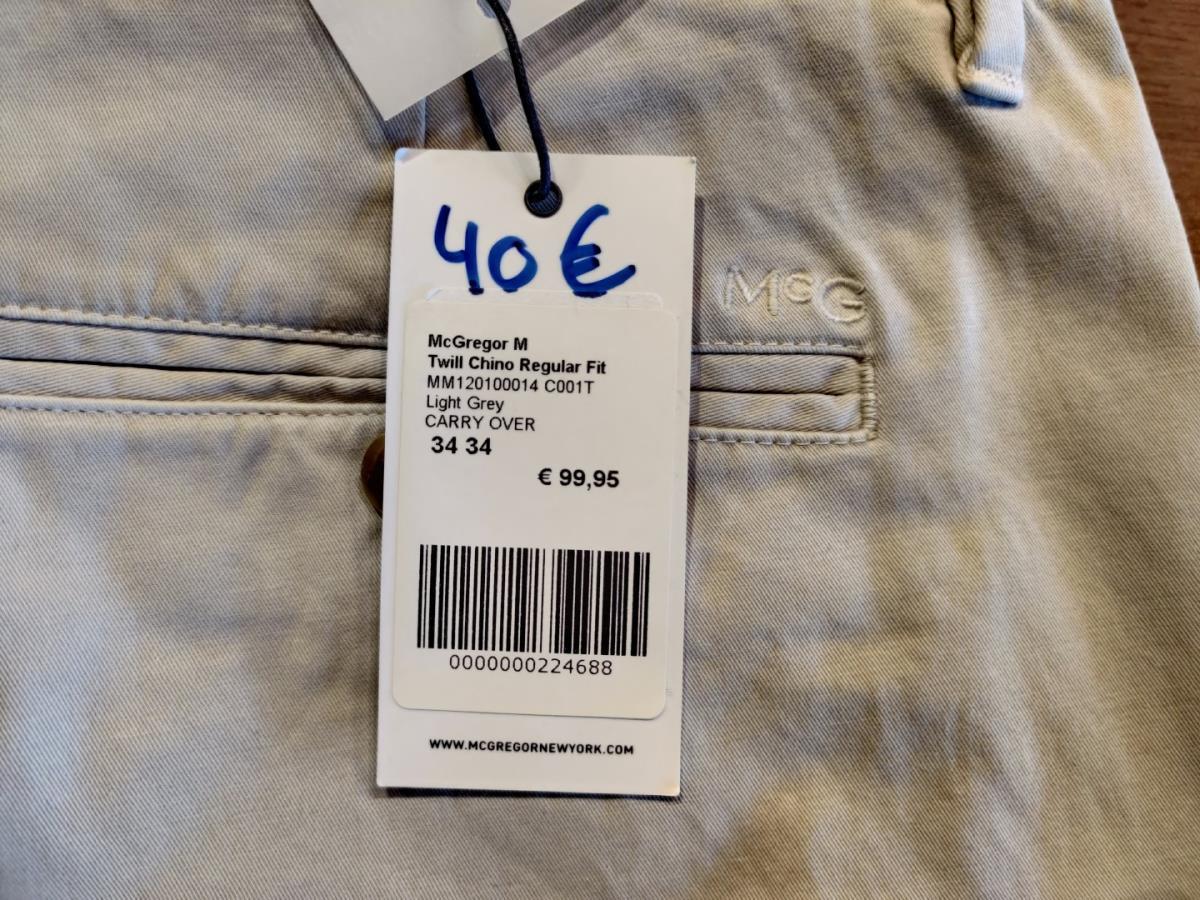 40 €
McG
McGregor M
Twill Chino Regular Fit
MM120100014 C001T
Light Grey
CARRY OVER
34 34
€ 99,95
0000000224688
WWW.MCGREGORNEWYORK.COM